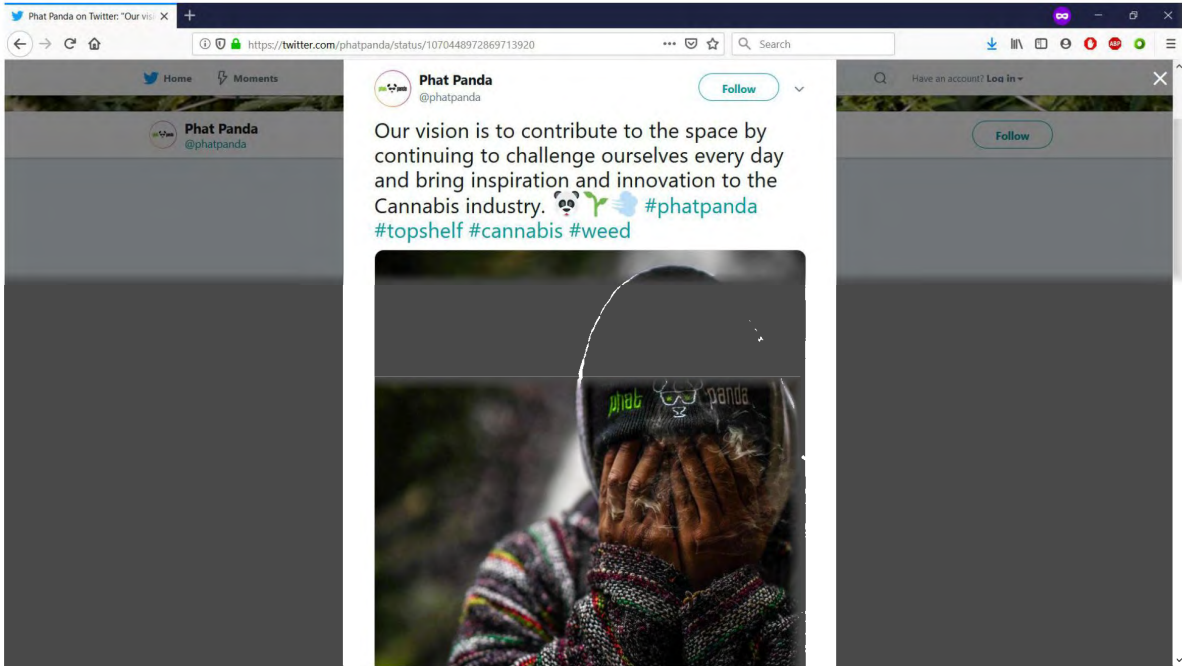 Phat Panda on Twitter: "Our visi
https://twitter.com/phatpanda/status/1070448972869713920
Search
ABP
Home
Moments
Have an account? Log in
Phat Panda
@phatpanda
Follow
Phat Panda
@phatpanda
Follow
Our vision is to contribute to the space by
continuing to challenge ourselves every day
and bring inspiration and innovation to the
Cannabis industry. 🐼🌱💨 #phatpanda
#topshelf #cannabis #weed
phat panda